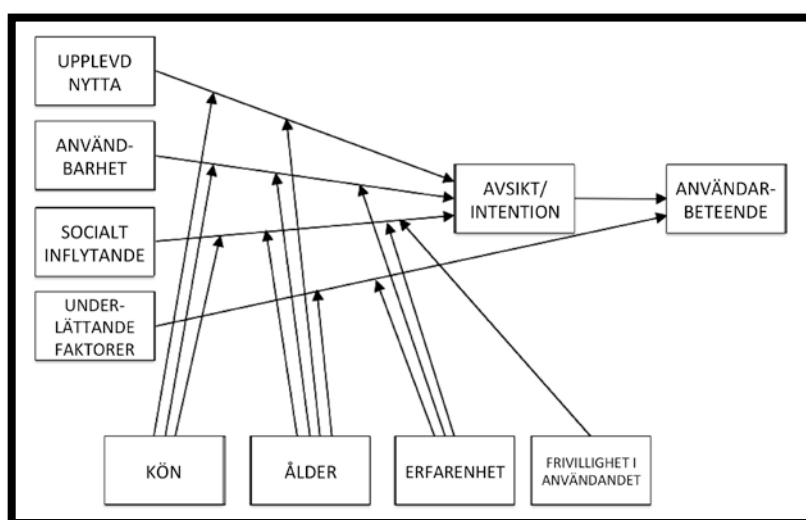 UPPLEVD
NYTTA
ANVÄND-
BARHET
SOCIALT
INFLYTANDE
UNDER-
LÄTTANDE
FAKTORER
AVSIKT/
INTENTION
ANVÄNDAR-
BETEENDE
KÖN
ÅLDER
ERFARENHET
FRIVILLIGHET I
ANVÄNDANDET